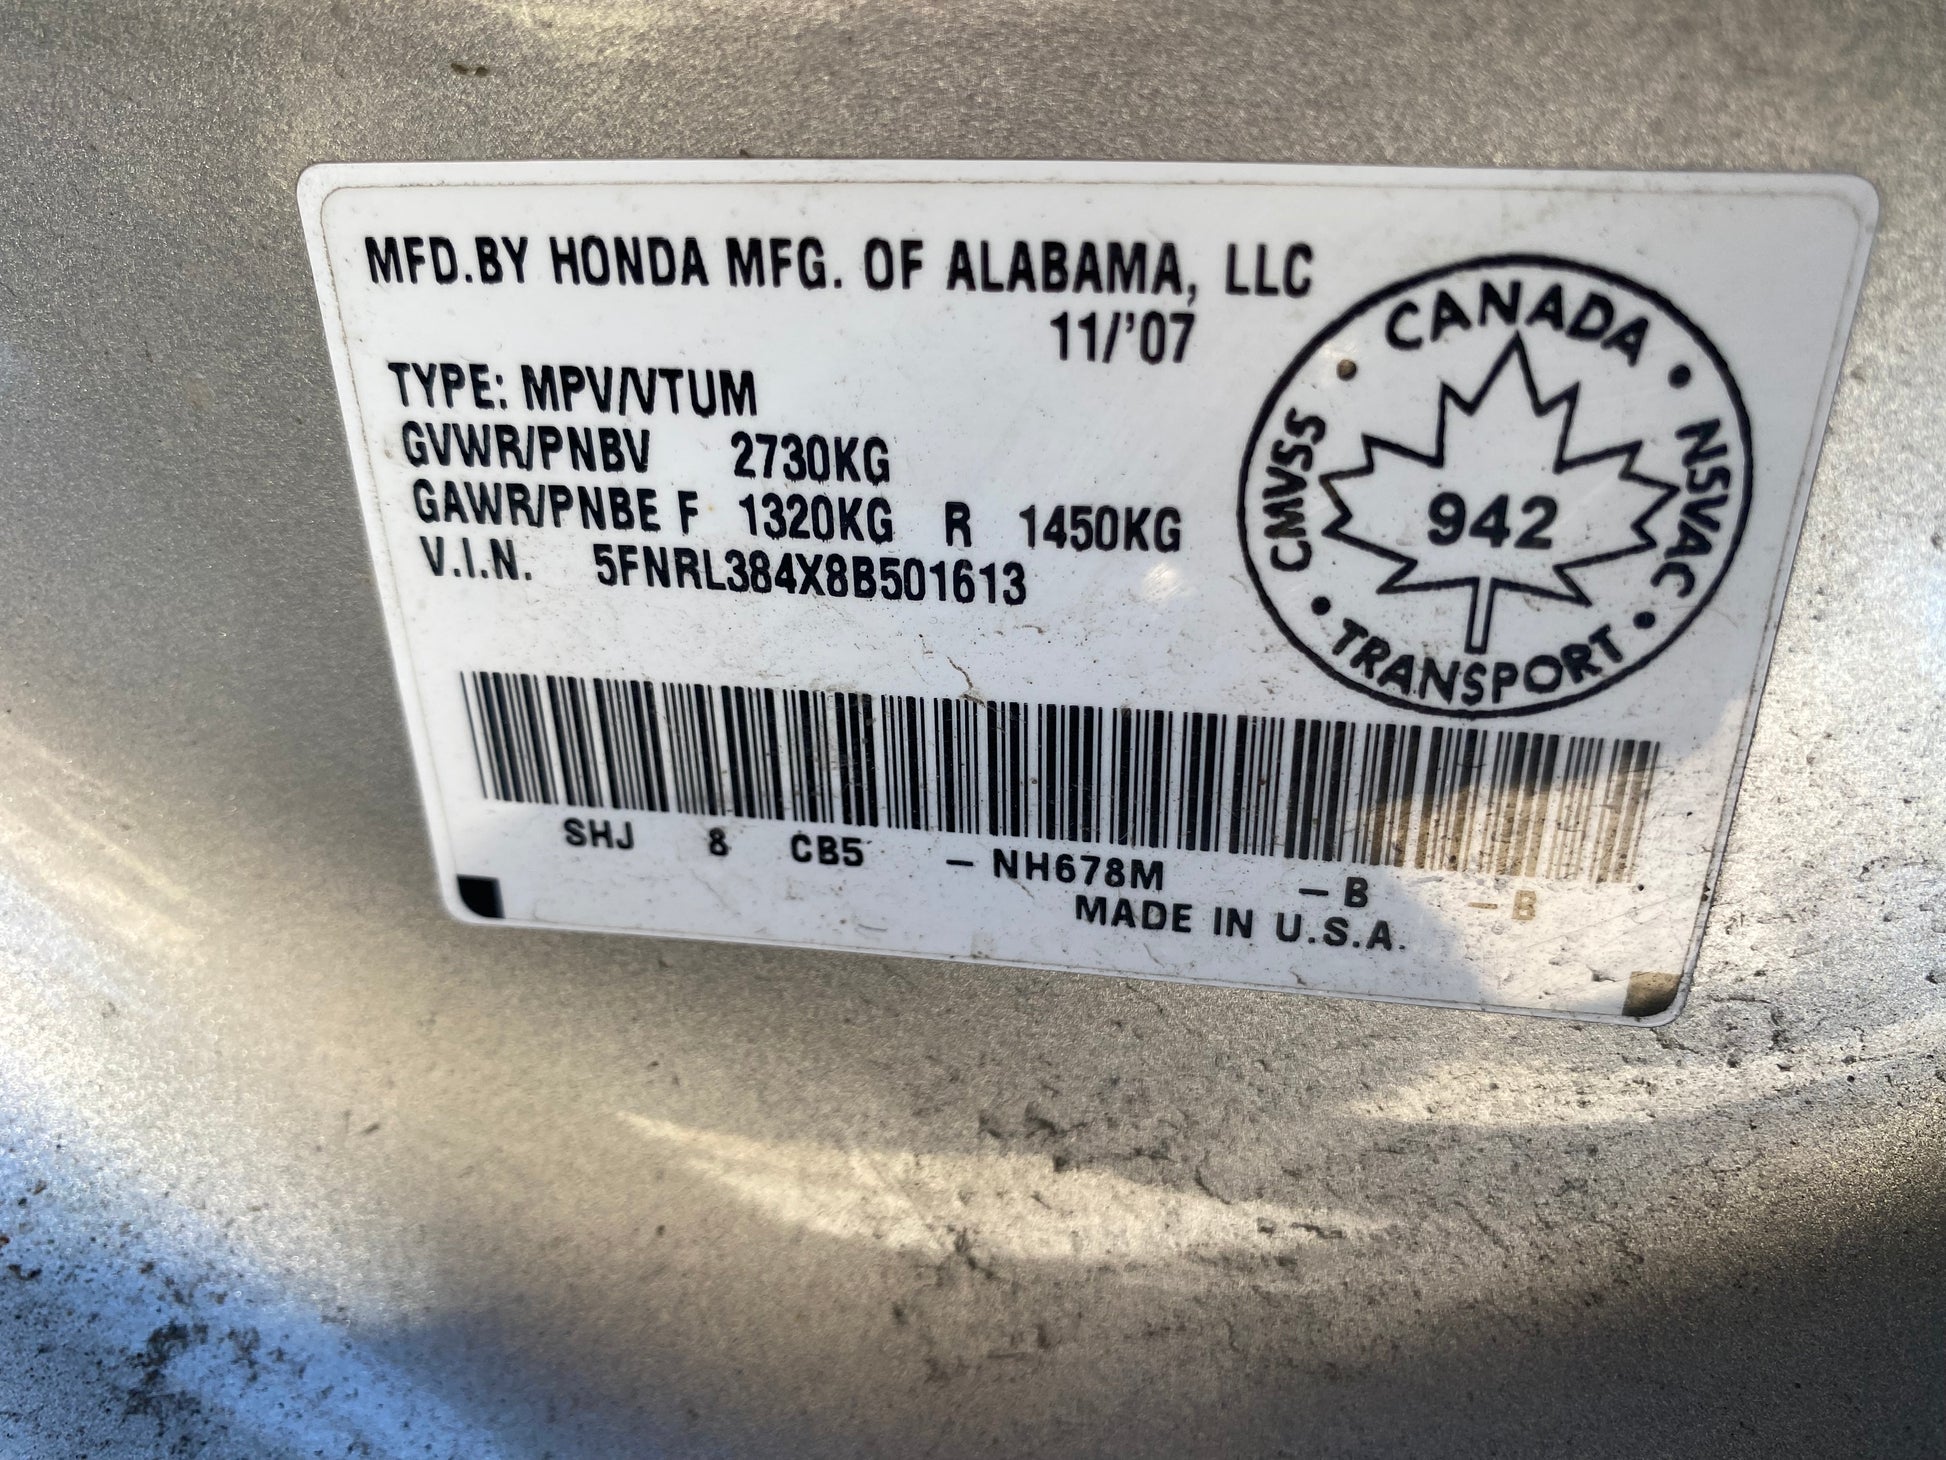 MFD.BY HONDA MFG. OF ALABAMA, LLC
11/'07
TYPE: MPV/VTUM
GVWR/PNBV 2730KG
GAWR/PNBE F 1320KG R 1450KG
V.I.N. 5FNRL384X8B501613
CANADA
CMVSS
NSVAC
942
TRANSPORT
SHJ 8 CB5 – NH678M – B – B
MADE IN U.S.A.